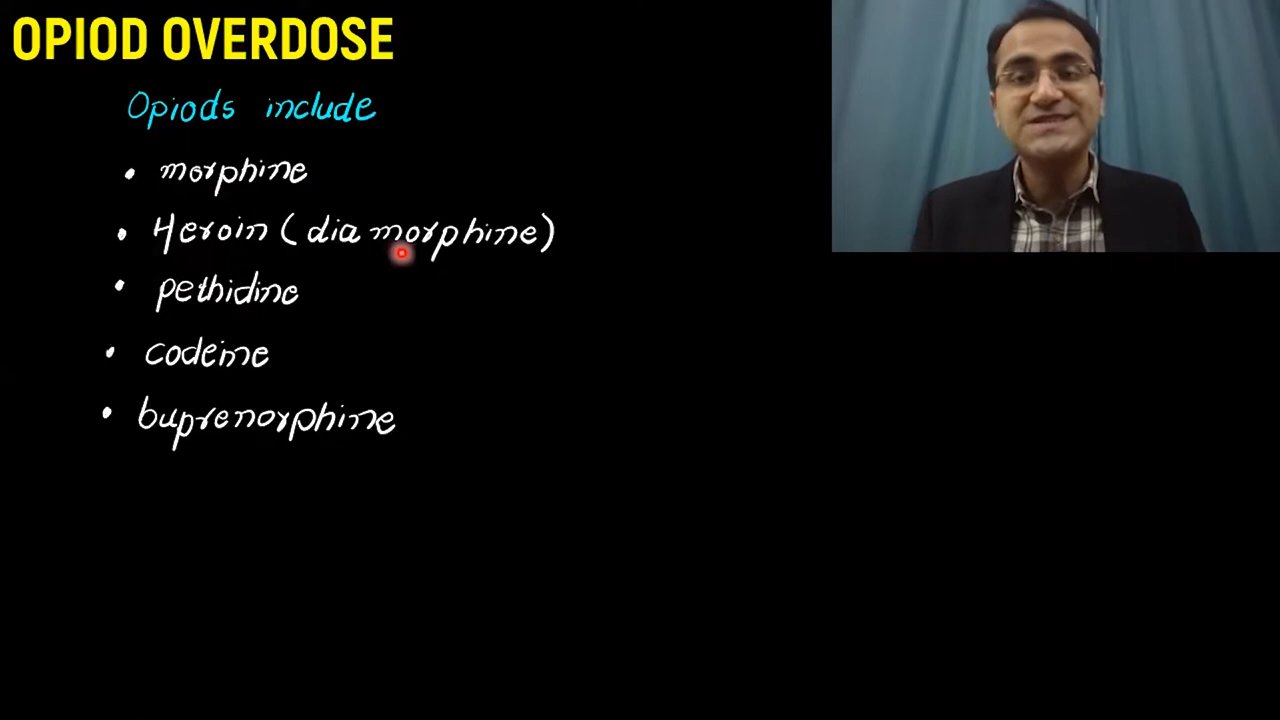 OPIOD OVERDOSE
Opiods include
• morphine
• Heroin (diamorphine)
• pethidine
• codeine
• buprenorphine